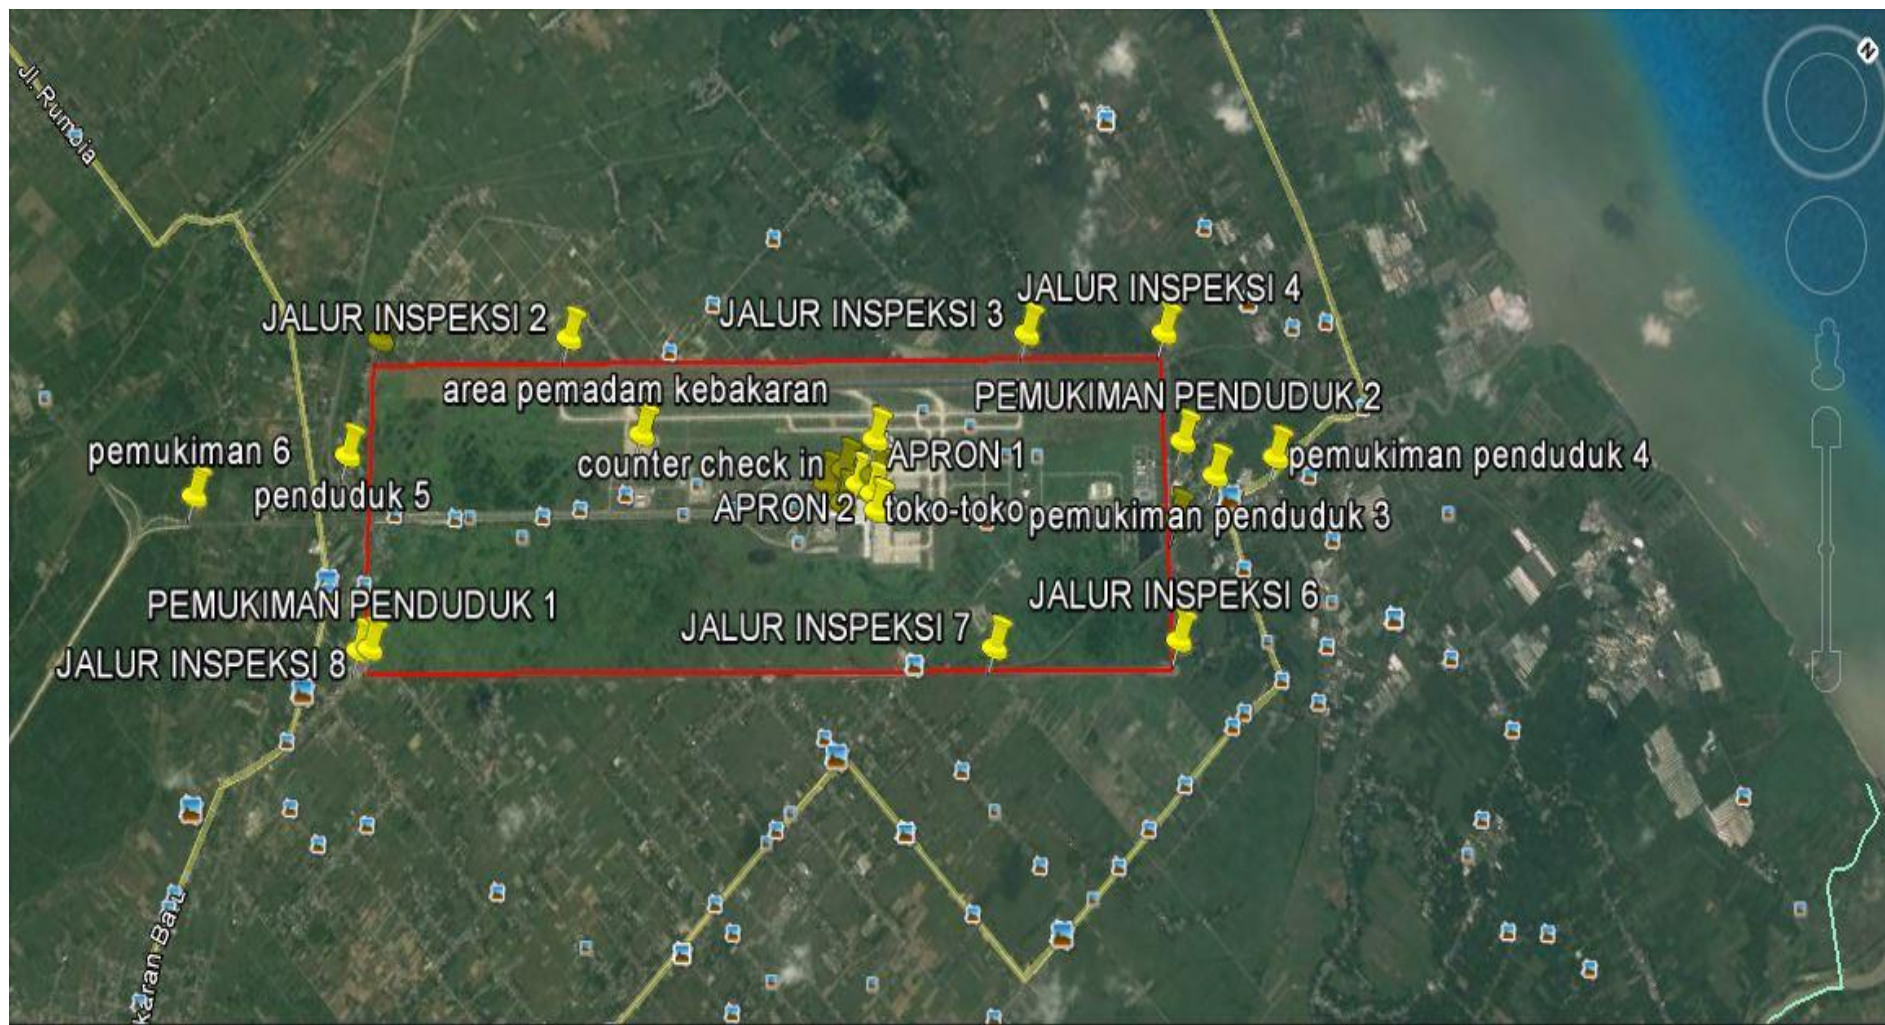 N
Jl. Rumbia
JALUR INSPEKSI 4
JALUR INSPEKSI 2
JALUR INSPEKSI 3
area pemadam kebakaran
PEMUKIMAN PENDUDUK 2
pemukiman 6
counter check in
APRON 1
pemukiman penduduk 4
penduduk 5
APRON 2
toko-toko
pemukiman penduduk 3
PEMUKIMAN PENDUDUK 1
JALUR INSPEKSI 6
JALUR INSPEKSI 7
JALUR INSPEKSI 8
karan Batu